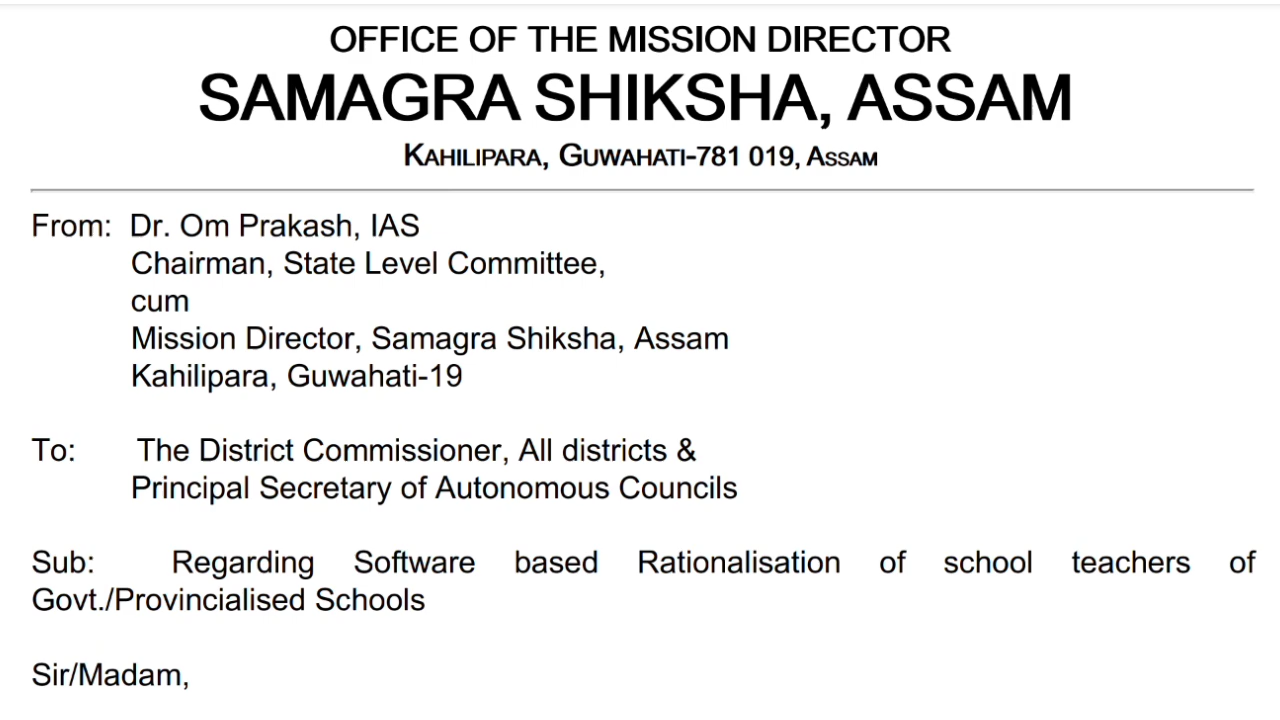 OFFICE OF THE MISSION DIRECTOR
SAMAGRA SHIKSHA, ASSAM
KAHILIPARA, GUWAHATI-781 019, ASSAM
From: Dr. Om Prakash, IAS
Chairman, State Level Committee,
cum
Mission Director, Samagra Shiksha, Assam
Kahilipara, Guwahati-19
To: The District Commissioner, All districts &
Principal Secretary of Autonomous Councils
Sub: Regarding Software based Rationalisation of school teachers of
Govt./Provincialised Schools
Sir/Madam,